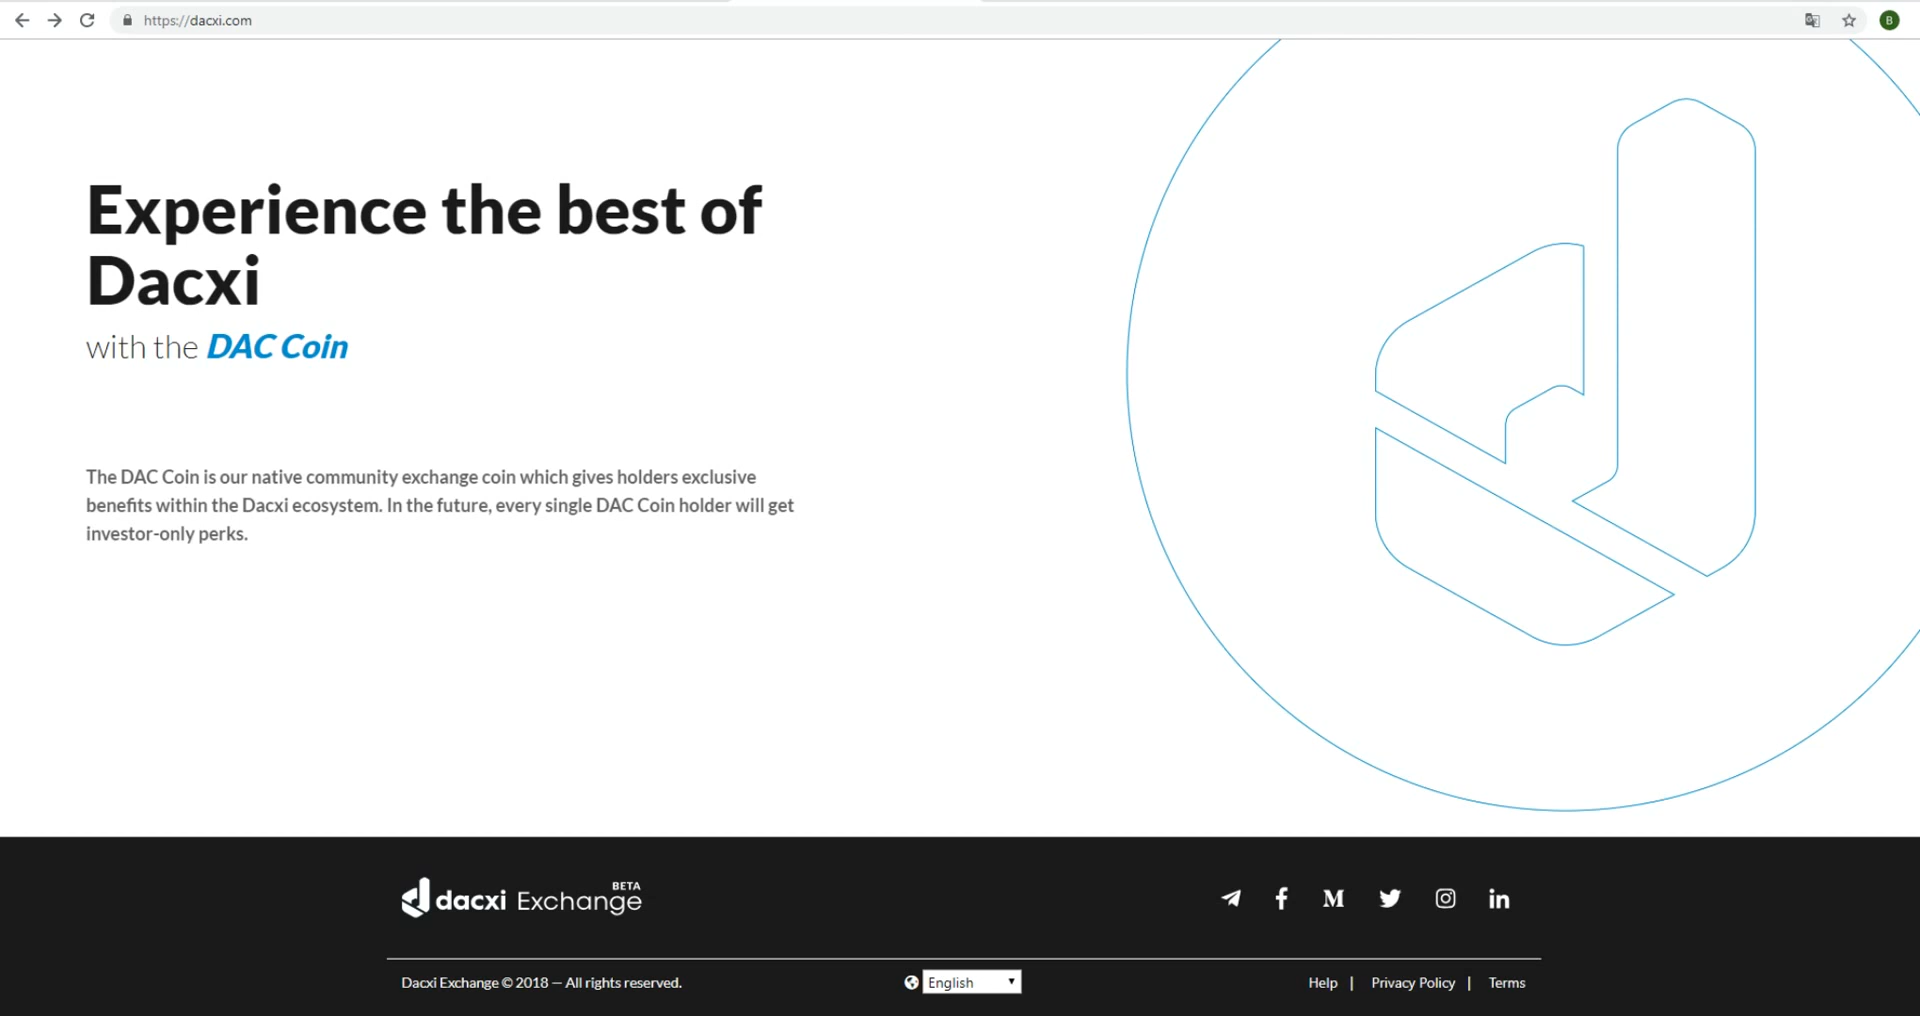 https://dacxi.com
B
Experience the best of
Dacxi
with the DAC Coin
The DAC Coin is our native community exchange coin which gives holders exclusive
benefits within the Dacxi ecosystem. In the future, every single DAC Coin holder will get
investor-only perks.
dacxi Exchange BETA
Dacxi Exchange © 2018 — All rights reserved.
English
Help | Privacy Policy | Terms